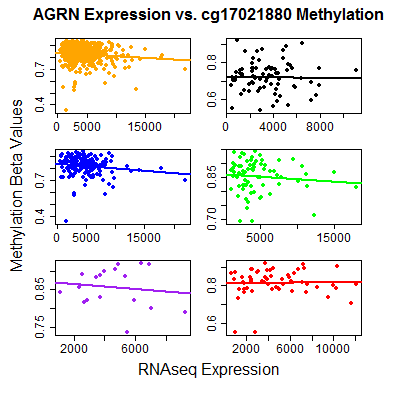 AGRN Expression vs. cg17021880 Methylation
Methylation Beta Values
0.4 0.7
0 5000 15000
0.6 0.8
0 4000 8000
0.4 0.7
0 5000 15000
0.70 0.85
5000 15000
0.75 0.85
2000 6000
0.6 0.8
2000 6000 10000
RNAseq Expression